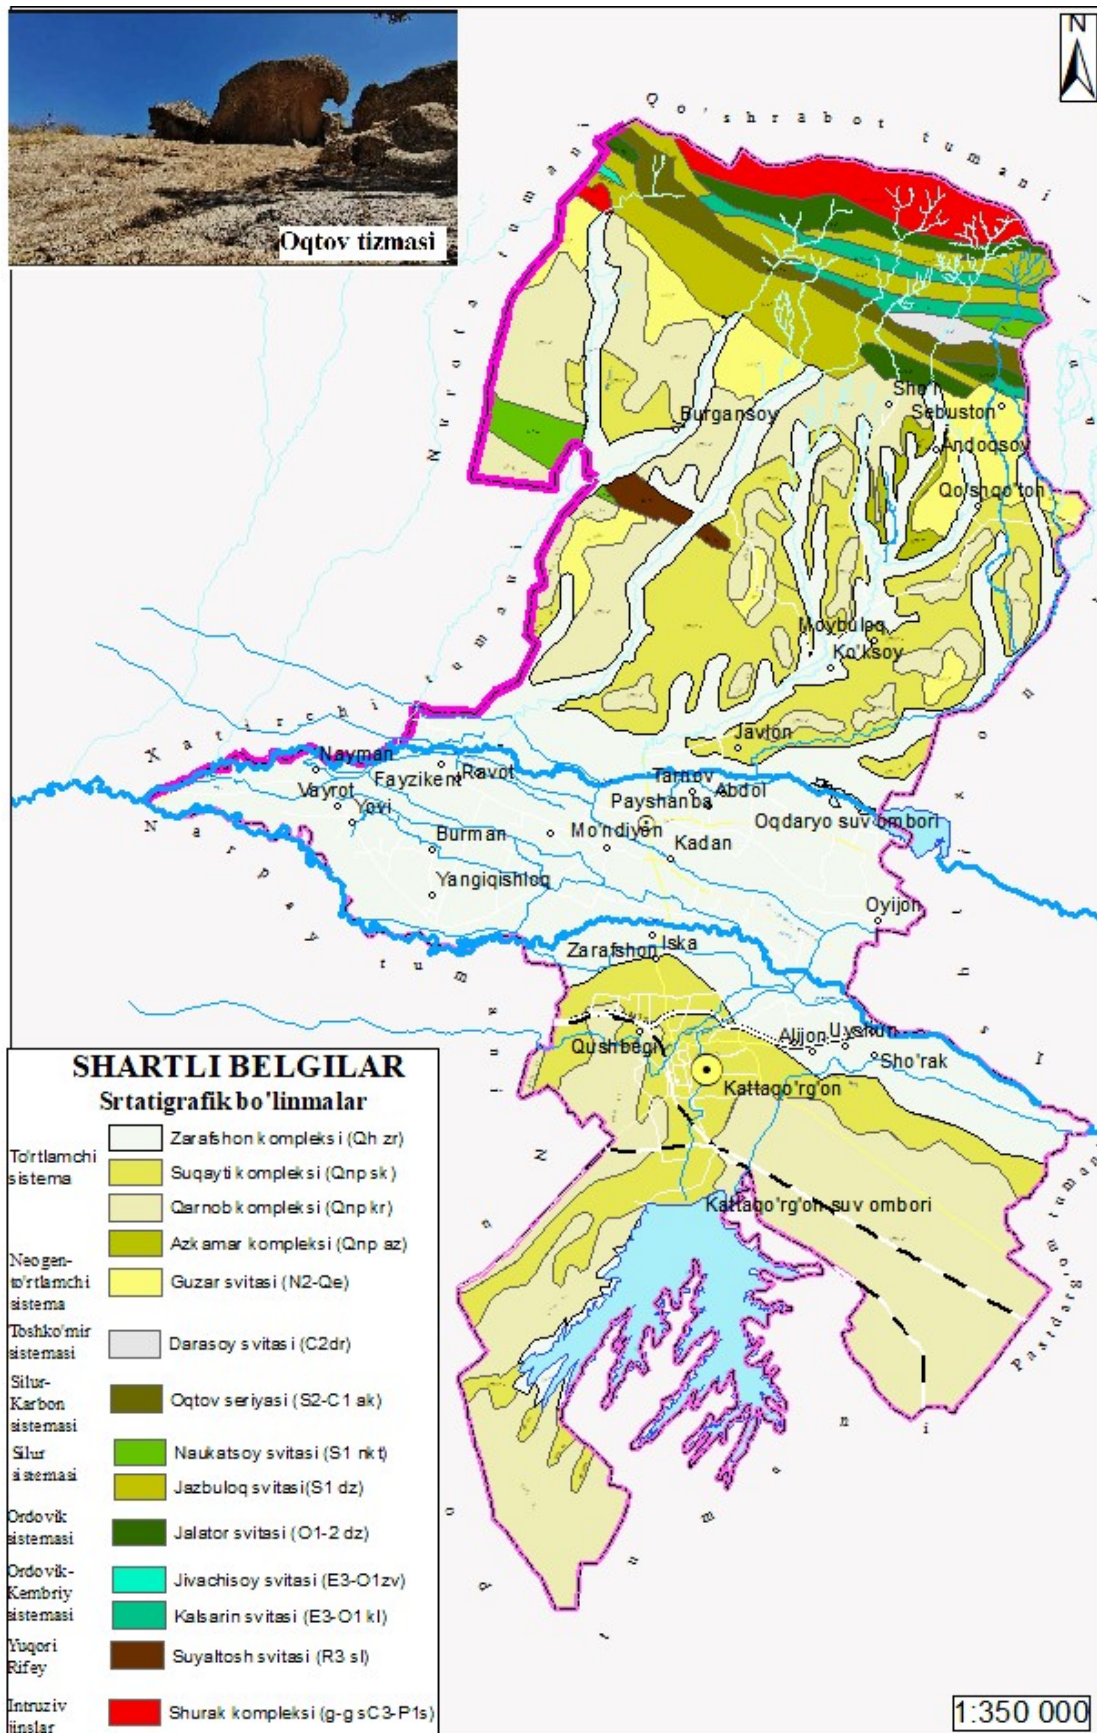 Oqtov tizmasi
N
Qo'shrabot tumani
Nurota tumani
Xatirchi tumani
Narpay tumani
Pastdarg'om tumani
Ishtixon tumani
Nurobod tumani
Burgansoy
Sebuston
Andoqsoy
Qo'shqo'toh
Moybuloq
Ko'ksoy
Javlon
Nayman
Fayzikent
Ravot
Tarnov
Vayrot
Payshanba
Abdol
Yovi
Oqdaryo suv ombori
Burman
Mo'ndiyon
Kadan
Yangiqishloq
Oyijon
Iska
Zarafshon
Alijon
Uyshun
Qushbegi
Sho'rak
Kattaqo'rg'on
Kattaqo'rg'on suv ombori
SHARTLI BELGILAR
Srtatigrafik bo'linmalar
To'rtlamchi sistema
Zarafshon kompleksi (Qh zr)
Suqayti kompleksi (Qnp sk)
Qarnob kompleksi (Qnp kr)
Azkamar kompleksi (Qnp az)
Neogen-to'rtlamchi sistema
Guzar svitasi (N2-Qe)
Toshko'mir sistemasi
Darasoy svitasi (C2dr)
Silur-Karbon sistemasi
Oqtov seriyasi (S2-C1 ak)
Silur sistemasi
Naukatsoy svitasi (S1 nkt)
Jazbuloq svitasi(S1 dz)
Ordovik sistemasi
Jalator svitasi (O1-2 dz)
Ordovik-Kembriy sistemasi
Jivachisoy svitasi (E3-O1zv)
Kalsarin svitasi (E3-O1 kl)
Yuqori Rifey
Suyaltosh svitasi (R3 sl)
Intruziv jinslar
Shurak kompleksi (g-g sC3-P1s)
1:350 000